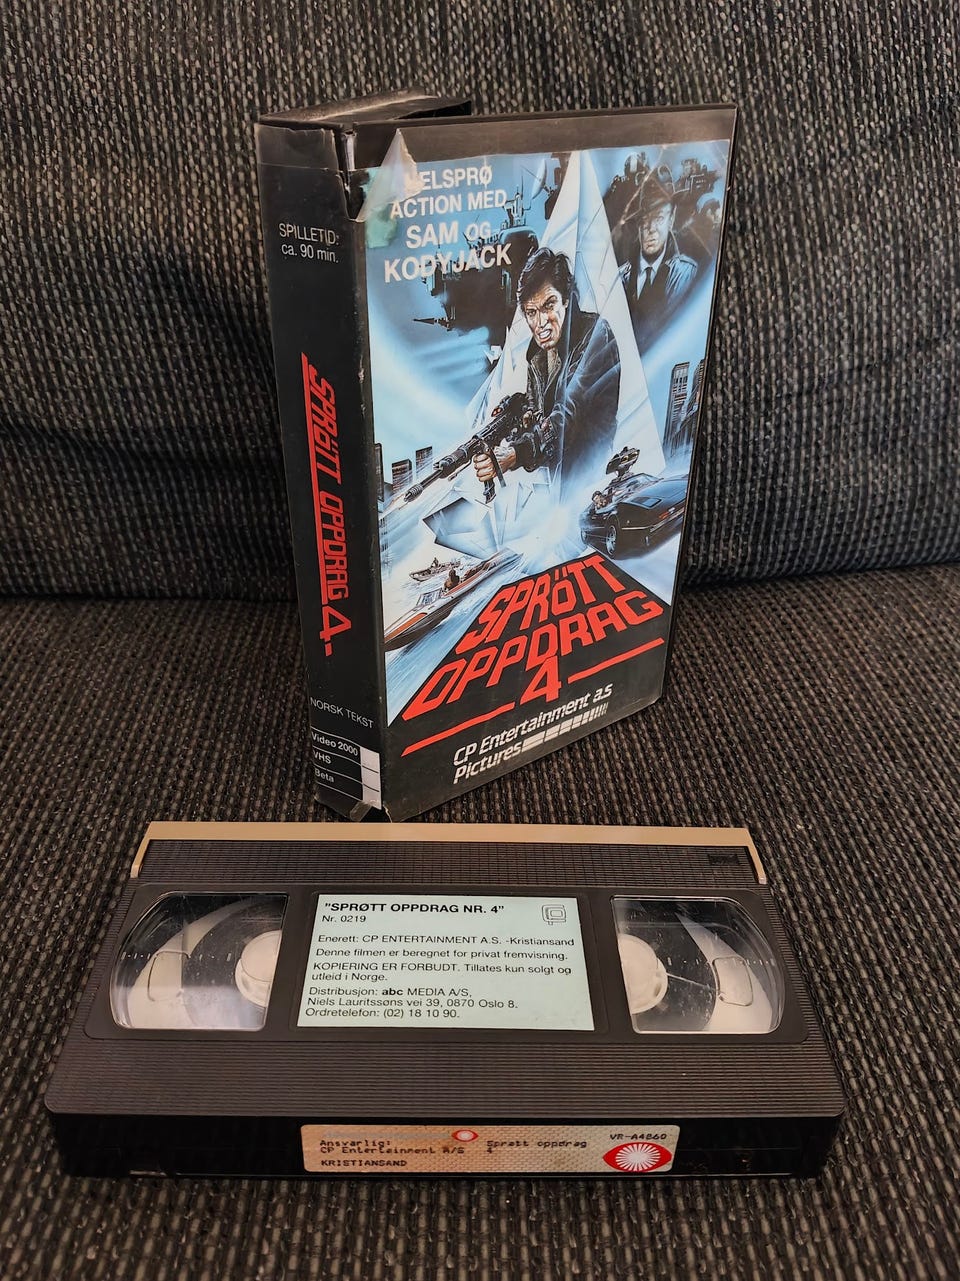 SPILLETID:
ca. 90 min.
SPRÖTT OPPDRAG 4
NORSK TEKST
Video 2000
VHS
Beta
ELSPRØ
ACTION MED
SAM OG
KODYJACK
SPRÖTT
OPPDRAG
4
CP Entertainment a.s
Pictures
"SPRØTT OPPDRAG NR. 4"
Nr. 0219
Enerett: CP ENTERTAINMENT A.S. -Kristiansand
Denne filmen er beregnet for privat fremvisning.
KOPIERING ER FORBUDT. Tillates kun solgt og
utleid i Norge.
Distribusjon: abc MEDIA A/S,
Niels Lauritssøns vei 39, 0870 Oslo 8.
Ordretelefon: (02) 18 10 90.
Ansvarlig: Sprøtt oppdrag VR-A4860
CP Entertainment A/S 4
KRISTIANSAND